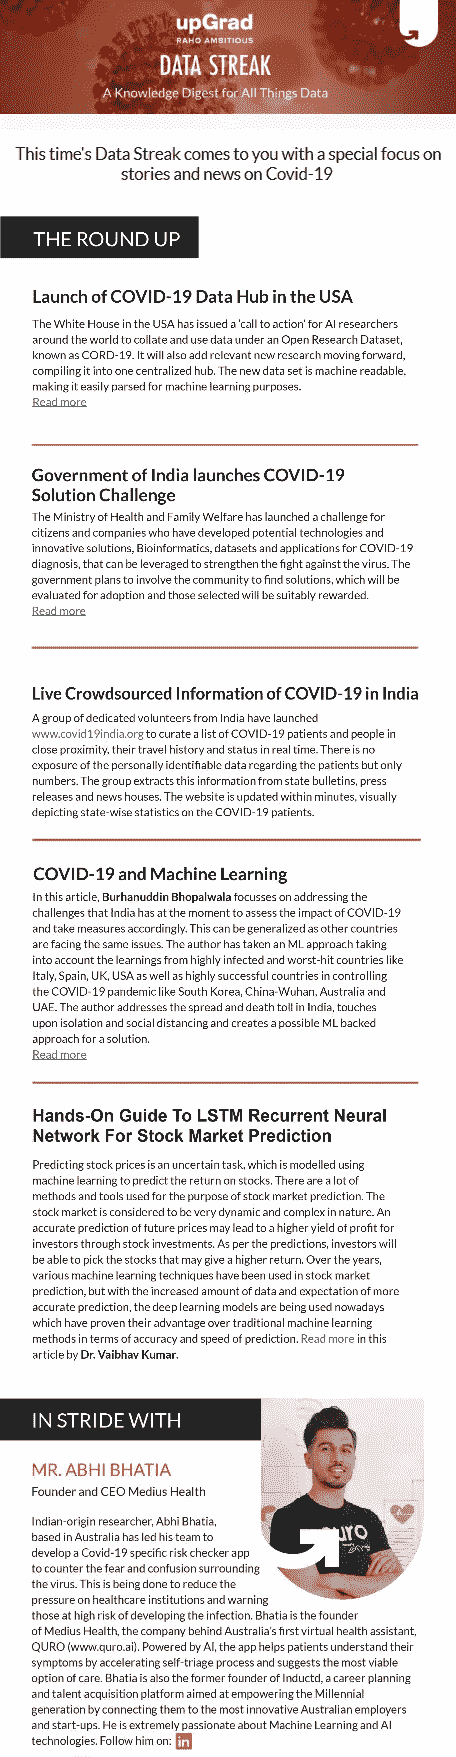 upGrad
RAHO AMBITIOUS
DATA STREAK
A Knowledge Digest for All Things Data
This time's Data Streak comes to you with a special focus on
stories and news on Covid-19
THE ROUND UP
Launch of COVID-19 Data Hub in the USA
The White House in the USA has issued a 'call to action' for AI researchers
around the world to collate and use data under an Open Research Dataset,
known as CORD-19. It will also add relevant new research moving forward,
compiling it into one centralized hub. The new data set is machine readable,
making it easily parsed for machine learning purposes.
Read more
Government of India launches COVID-19
Solution Challenge
The Ministry of Health and Family Welfare has launched a challenge for
citizens and companies who have developed potential technologies and
innovative solutions, Bioinformatics, datasets and applications for COVID-19
diagnosis, that can be leveraged to strengthen the fight against the virus. The
government plans to involve the community to find solutions, which will be
evaluated for adoption and those selected will be suitably rewarded.
Read more
Live Crowdsourced Information of COVID-19 in India
A group of dedicated volunteers from India have launched
www.covid19india.org to curate a list of COVID-19 patients and people in
close proximity, their travel history and status in real time. There is no
exposure of the personally identifiable data regarding the patients but only
numbers. The group extracts this information from state bulletins, press
releases and news houses. The website is updated within minutes, visually
depicting state-wise statistics on the COVID-19 patients.
COVID-19 and Machine Learning
In this article, Burhanuddin Bhopalwala focusses on addressing the
challenges that India has at the moment to assess the impact of COVID-19
and take measures accordingly. This can be generalized as other countries
are facing the same issues. The author has taken an ML approach taking
into account the learnings from highly infected and worst-hit countries like
Italy, Spain, UK, USA as well as highly successful countries in controlling
the COVID-19 pandemic like South Korea, China-Wuhan, Australia and
UAE. The author addresses the spread and death toll in India, touches
upon isolation and social distancing and creates a possible ML backed
approach for a solution.
Read more
Hands-On Guide To LSTM Recurrent Neural
Network For Stock Market Prediction
Predicting stock prices is an uncertain task, which is modelled using
machine learning to predict the return on stocks. There are a lot of
methods and tools used for the purpose of stock market prediction. The
stock market is considered to be very dynamic and complex in nature. An
accurate prediction of future prices may lead to a higher yield of profit for
investors through stock investments. As per the predictions, investors will
be able to pick the stocks that may give a higher return. Over the years,
various machine learning techniques have been used in stock market
prediction, but with the increased amount of data and expectation of more
accurate prediction, the deep learning models are being used nowadays
which have proven their advantage over traditional machine learning
methods in terms of accuracy and speed of prediction. Read more in this
article by Dr. Vaibhav Kumar.
IN STRIDE WITH
MR. ABHI BHATIA
Founder and CEO Medius Health
Indian-origin researcher, Abhi Bhatia,
based in Australia has led his team to
develop a Covid-19 specific risk checker app
to counter the fear and confusion surrounding
the virus. This is being done to reduce the
pressure on healthcare institutions and warning
those at high risk of developing the infection. Bhatia is the founder
of Medius Health, the company behind Australia's first virtual health assistant,
QURO (www.quro.ai). Powered by AI, the app helps patients understand their
symptoms by accelerating self-triage process and suggests the most viable
option of care. Bhatia is also the former founder of Inductd, a career planning
and talent acquisition platform aimed at empowering the Millennial
generation by connecting them to the most innovative Australian employers
and start-ups. He is extremely passionate about Machine Learning and AI
technologies. Follow him on: in